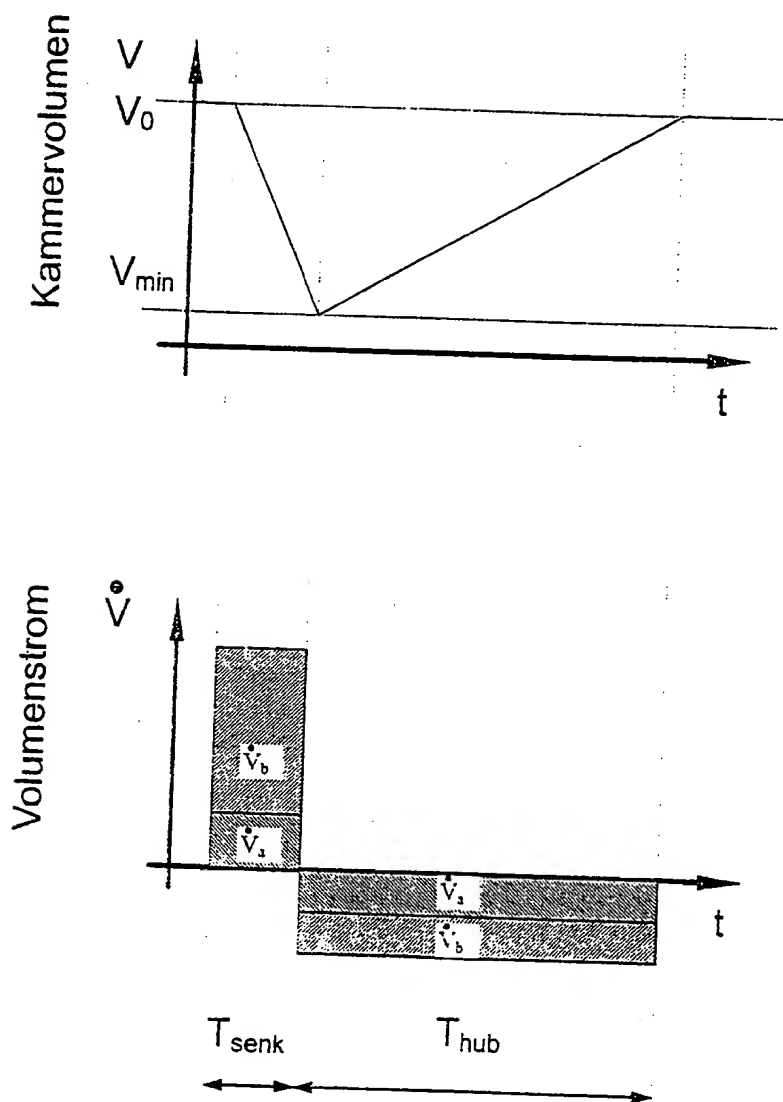 Kammervolumen
V
V₀
Vmin
t
Volumenstrom
V̇
V̇b
V̇a
V̇a
V̇b
t
Tsenk
Thub